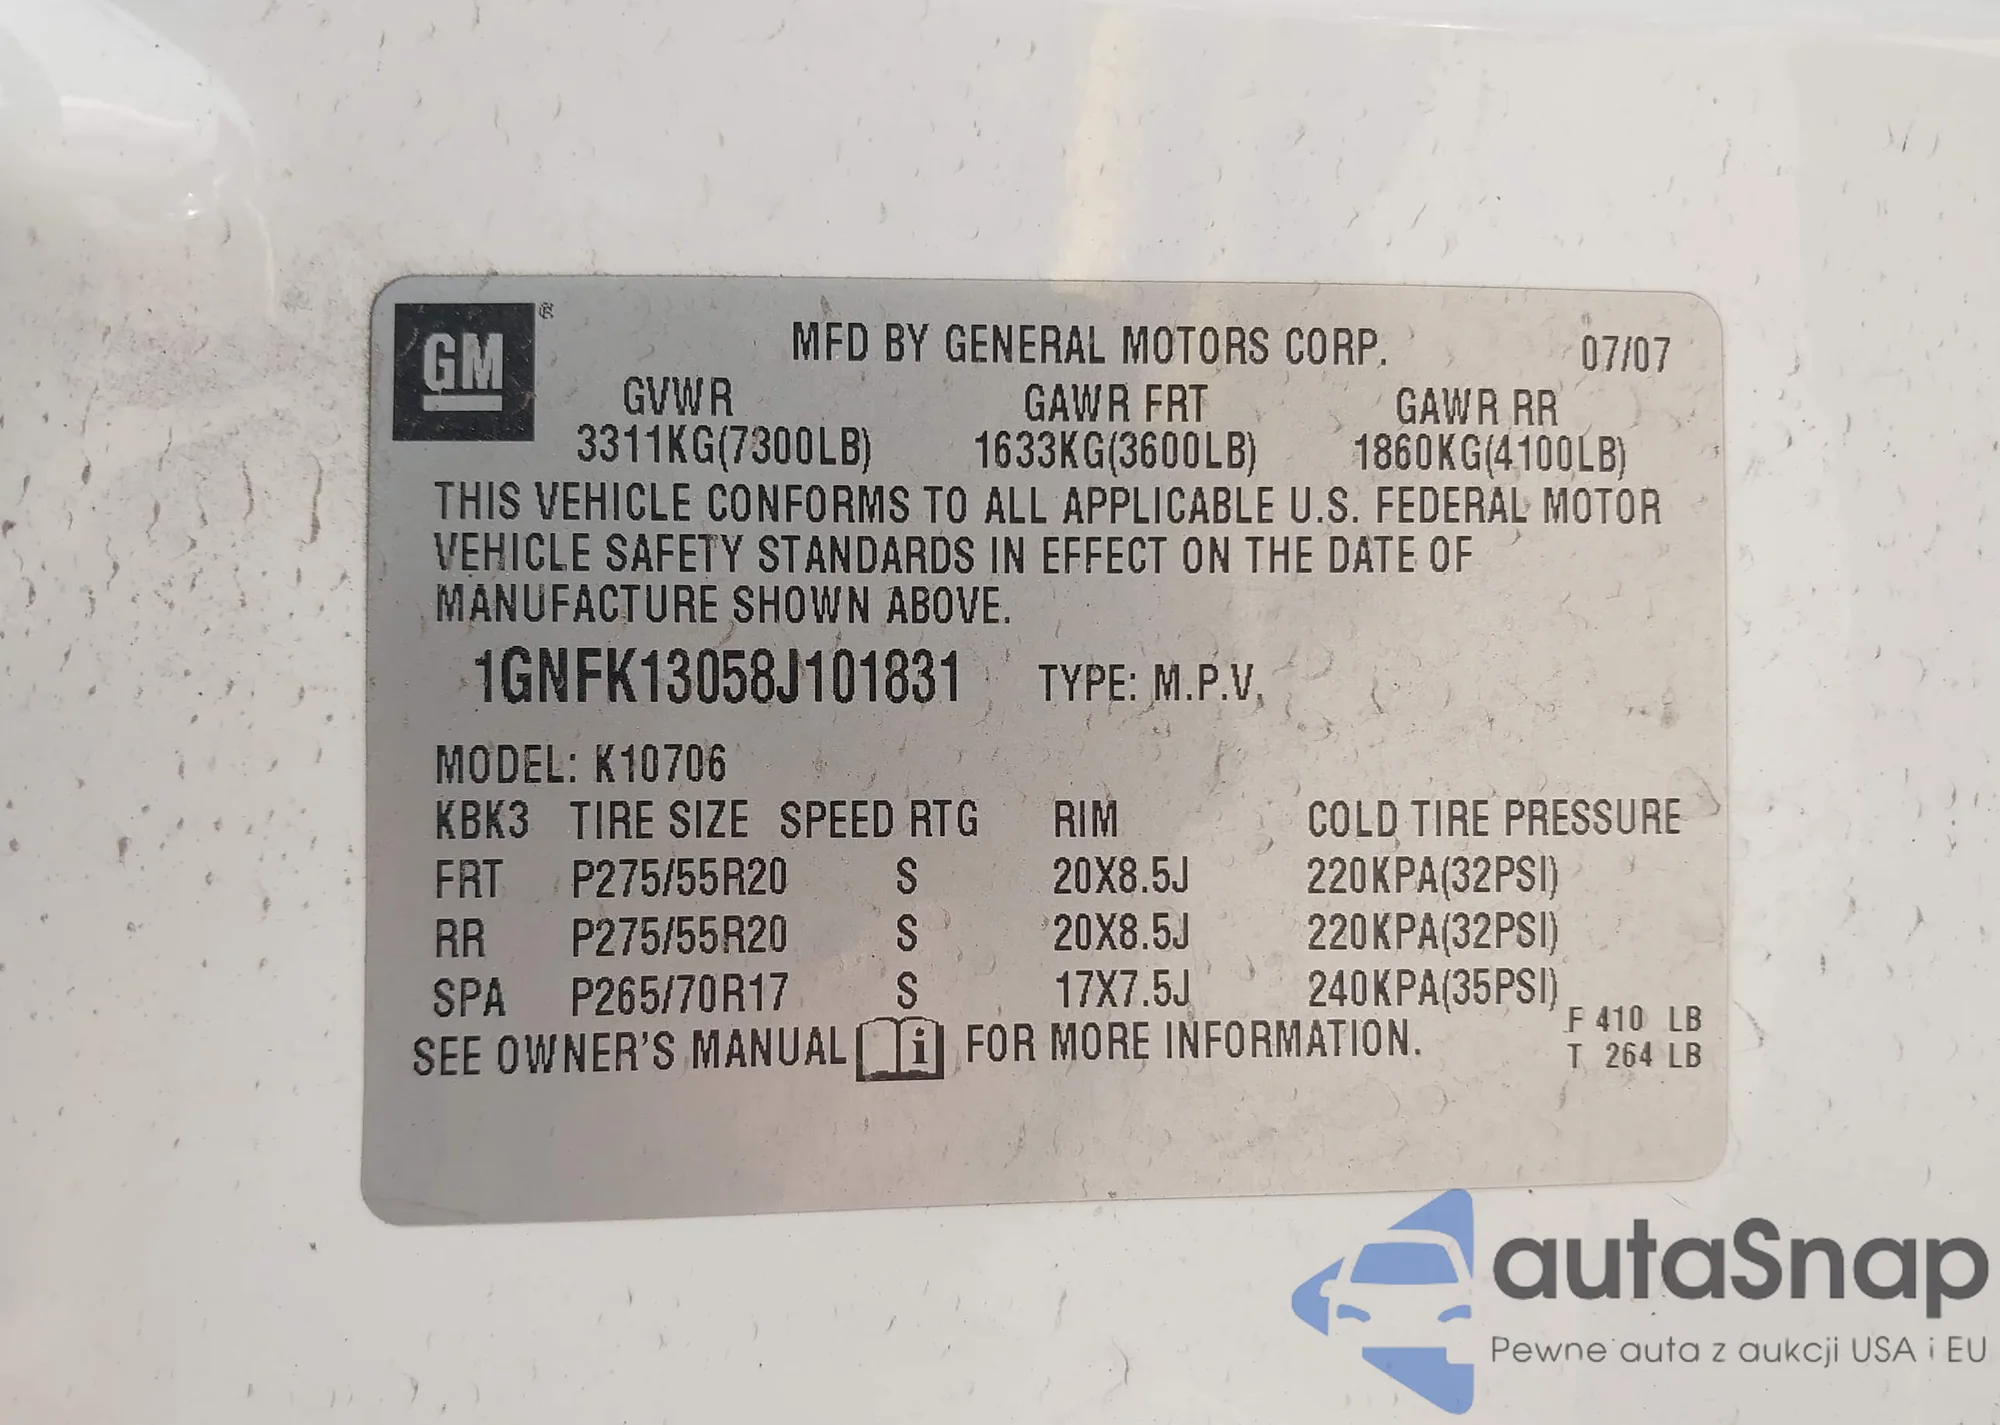 GM ®
MFD BY GENERAL MOTORS CORP. 07/07
GVWR GAWR FRT GAWR RR
3311KG(7300LB) 1633KG(3600LB) 1860KG(4100LB)
THIS VEHICLE CONFORMS TO ALL APPLICABLE U.S. FEDERAL MOTOR
VEHICLE SAFETY STANDARDS IN EFFECT ON THE DATE OF
MANUFACTURE SHOWN ABOVE.
1GNFK13058J101831 TYPE: M.P.V.
MODEL: K10706
KBK3 TIRE SIZE SPEED RTG RIM COLD TIRE PRESSURE
FRT P275/55R20 S 20X8.5J 220KPA(32PSI)
RR P275/55R20 S 20X8.5J 220KPA(32PSI)
SPA P265/70R17 S 17X7.5J 240KPA(35PSI)
SEE OWNER'S MANUAL i FOR MORE INFORMATION.
F 410 LB
T 264 LB
autaSnap
Pewne auta z aukcji USA i EU